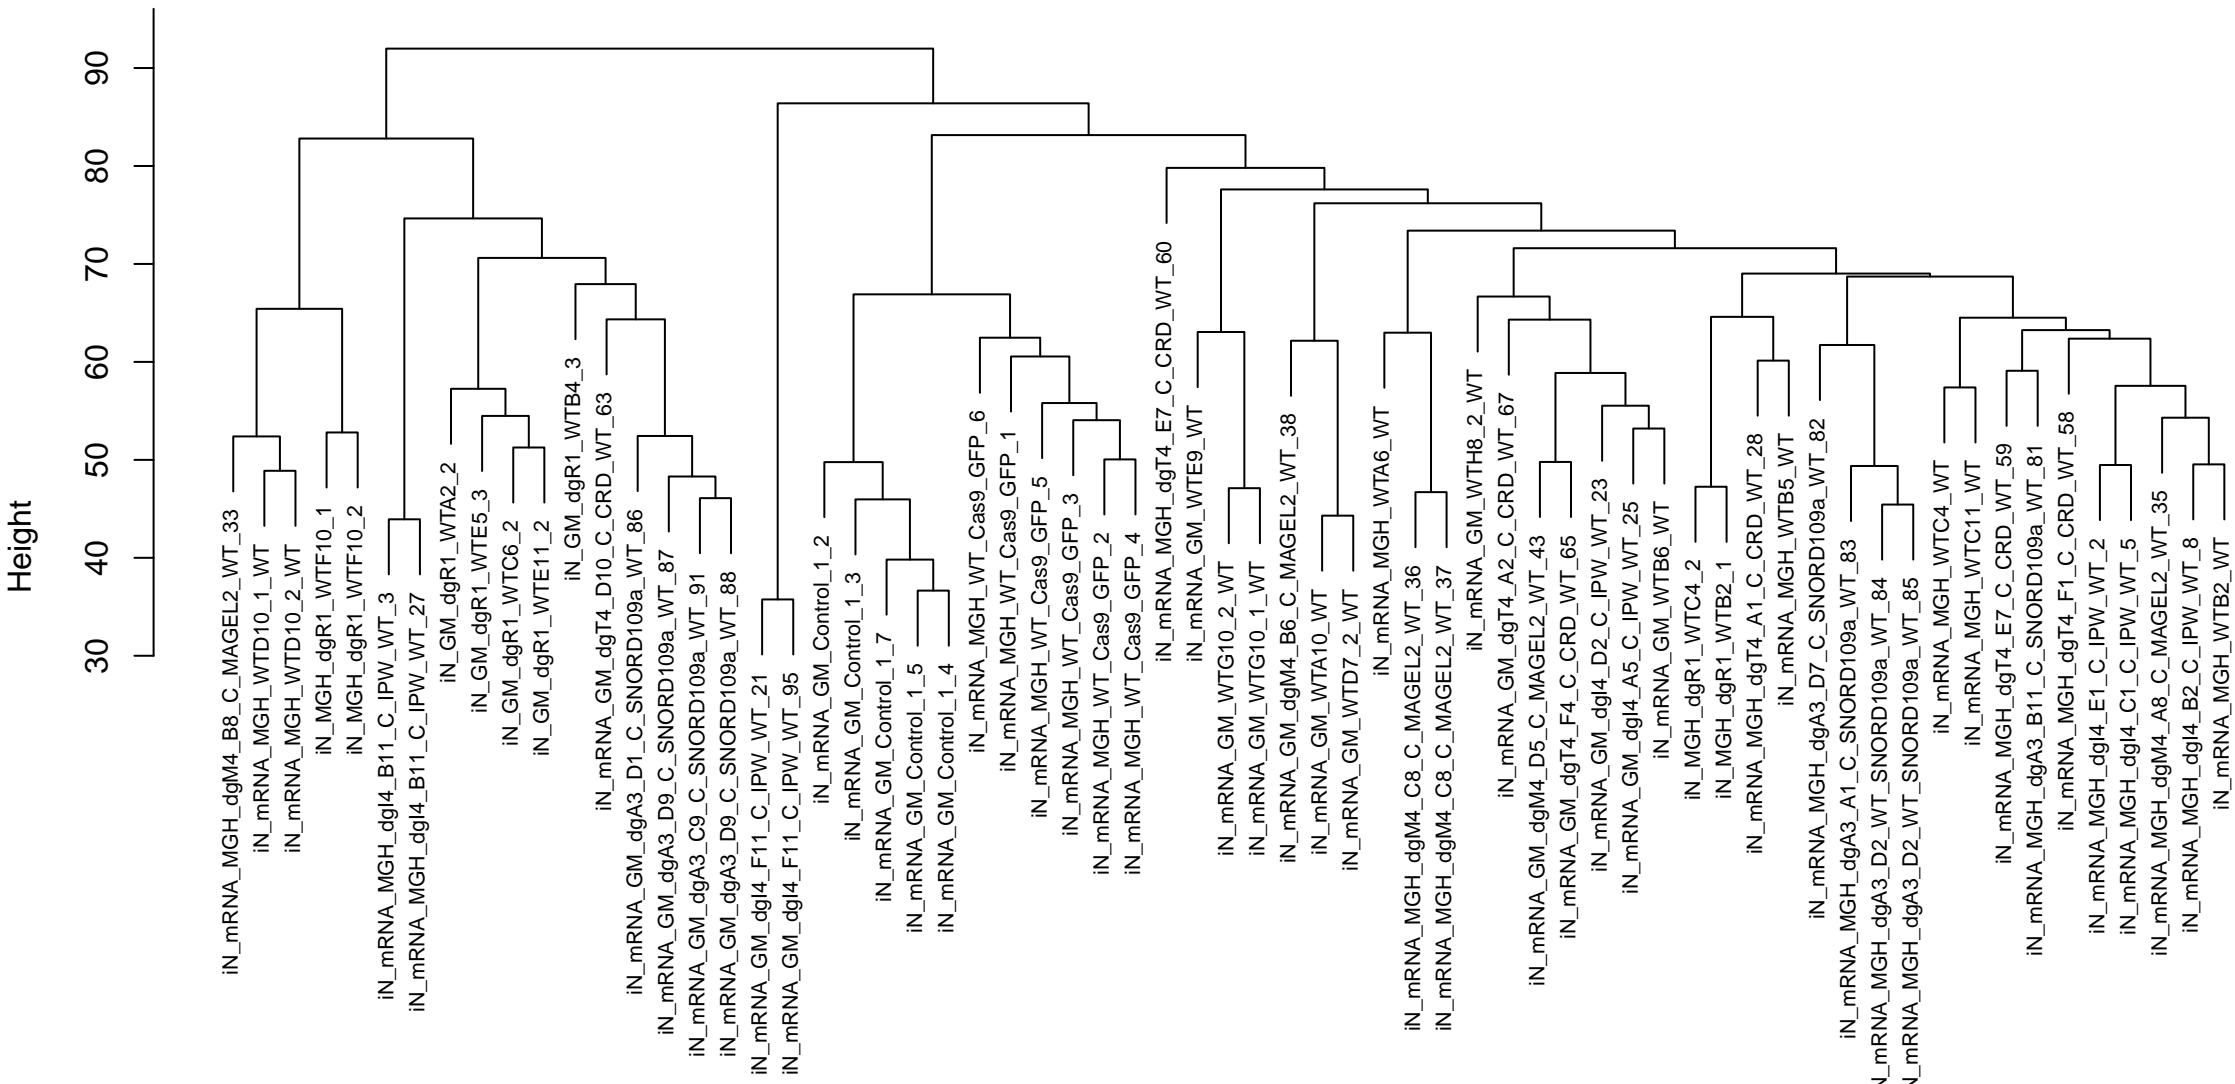 Height
90
80
70
60
50
40
30
iN_mRNA_MGH_dgM4_B8_C_MAGEL2_WT_33
iN_mRNA_MGH_WTD10_1_WT
iN_mRNA_MGH_WTD10_2_WT
iN_MGH_dgR1_WTF10_1
iN_MGH_dgR1_WTF10_2
iN_mRNA_MGH_dgI4_B11_C_IPW_WT_3
iN_mRNA_MGH_dgI4_B11_C_IPW_WT_27
iN_GM_dgR1_WTA2_2
iN_GM_dgR1_WTE5_3
iN_GM_dgR1_WTC6_2
iN_GM_dgR1_WTE11_2
iN_GM_dgR1_WTB4_3
iN_mRNA_GM_dgT4_D10_C_CRD_WT_63
iN_mRNA_GM_dgA3_D1_C_SNORD109a_WT_86
iN_mRNA_GM_dgA3_D9_C_SNORD109a_WT_87
iN_mRNA_GM_dgA3_C9_C_SNORD109a_WT_91
iN_mRNA_GM_dgA3_D9_C_SNORD109a_WT_88
iN_mRNA_GM_dgI4_F11_C_IPW_WT_21
iN_mRNA_GM_dgI4_F11_C_IPW_WT_95
iN_mRNA_GM_Control_1_2
iN_mRNA_GM_Control_1_3
iN_mRNA_GM_Control_1_7
iN_mRNA_GM_Control_1_5
iN_mRNA_GM_Control_1_4
iN_mRNA_MGH_WT_Cas9_GFP_6
iN_mRNA_MGH_WT_Cas9_GFP_1
iN_mRNA_MGH_WT_Cas9_GFP_5
iN_mRNA_MGH_WT_Cas9_GFP_3
iN_mRNA_MGH_WT_Cas9_GFP_2
iN_mRNA_MGH_WT_Cas9_GFP_4
iN_mRNA_MGH_dgT4_E7_C_CRD_WT_60
iN_mRNA_GM_WTE9_WT
iN_mRNA_GM_WTG10_2_WT
iN_mRNA_GM_WTG10_1_WT
iN_mRNA_GM_dgM4_B6_C_MAGEL2_WT_38
iN_mRNA_GM_WTA10_WT
iN_mRNA_GM_WTD7_2_WT
iN_mRNA_MGH_WTA6_WT
iN_mRNA_MGH_dgM4_C8_C_MAGEL2_WT_36
iN_mRNA_MGH_dgM4_C8_C_MAGEL2_WT_37
iN_mRNA_GM_WTH8_2_WT
iN_mRNA_GM_dgT4_A2_C_CRD_WT_67
iN_mRNA_GM_dgM4_D5_C_MAGEL2_WT_43
iN_mRNA_GM_dgT4_F4_C_CRD_WT_65
iN_mRNA_GM_dgI4_D2_C_IPW_WT_23
iN_mRNA_GM_dgI4_A5_C_IPW_WT_25
iN_mRNA_GM_WTB6_WT
iN_MGH_dgR1_WTC4_2
iN_MGH_dgR1_WTB2_1
iN_mRNA_MGH_dgT4_A1_C_CRD_WT_28
iN_mRNA_MGH_WTB5_WT
iN_mRNA_MGH_dgA3_D7_C_SNORD109a_WT_82
iN_mRNA_MGH_dgA3_A1_C_SNORD109a_WT_83
N_mRNA_MGH_dgA3_D2_WT_SNORD109a_WT_84
N_mRNA_MGH_dgA3_D2_WT_SNORD109a_WT_85
iN_mRNA_MGH_WTC4_WT
iN_mRNA_MGH_WTC11_WT
iN_mRNA_MGH_dgT4_E7_C_CRD_WT_59
iN_mRNA_MGH_dgA3_B11_C_SNORD109a_WT_81
iN_mRNA_MGH_dgT4_F1_C_CRD_WT_58
iN_mRNA_MGH_dgI4_E1_C_IPW_WT_2
iN_mRNA_MGH_dgI4_C1_C_IPW_WT_5
iN_mRNA_MGH_dgM4_A8_C_MAGEL2_WT_35
iN_mRNA_MGH_dgI4_B2_C_IPW_WT_8
iN_mRNA_MGH_WTB2_WT